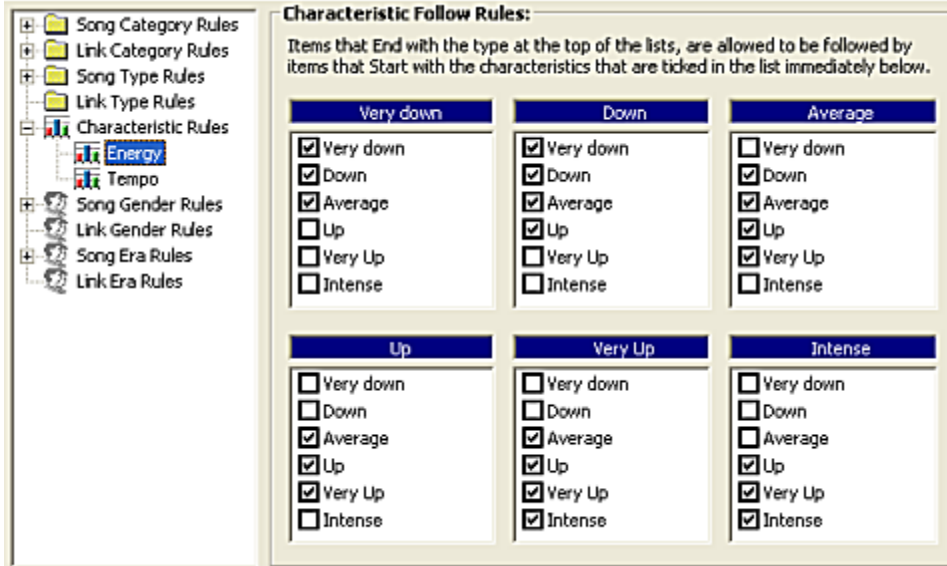 Song Category Rules
Link Category Rules
Song Type Rules
Link Type Rules
Characteristic Rules
Energy
Tempo
Song Gender Rules
Link Gender Rules
Song Era Rules
Link Era Rules
Characteristic Follow Rules:
Items that End with the type at the top of the lists, are allowed to be followed by
items that Start with the characteristics that are ticked in the list immediately below.
Very down
Very down
Down
Average
Up
Very Up
Intense
Down
Very down
Down
Average
Up
Very Up
Intense
Average
Very down
Down
Average
Up
Very Up
Intense
Up
Very down
Down
Average
Up
Very Up
Intense
Very Up
Very down
Down
Average
Up
Very Up
Intense
Intense
Very down
Down
Average
Up
Very Up
Intense